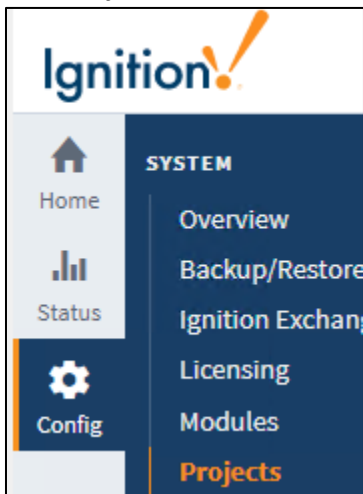 Ignition!
Home
Status
Config
SYSTEM
Overview
Backup/Restore
Ignition Exchang
Licensing
Modules
Projects